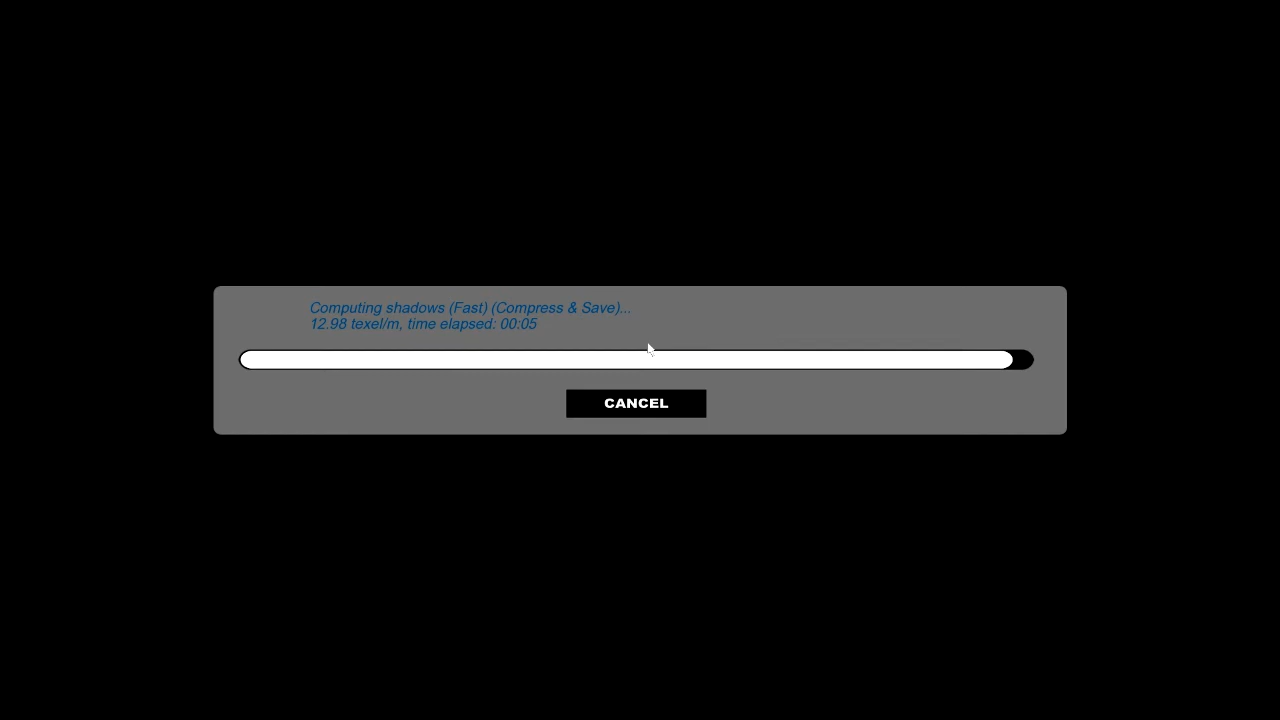 Computing shadows (Fast) (Compress & Save)...
12.98 texel/m, time elapsed: 00:05
CANCEL